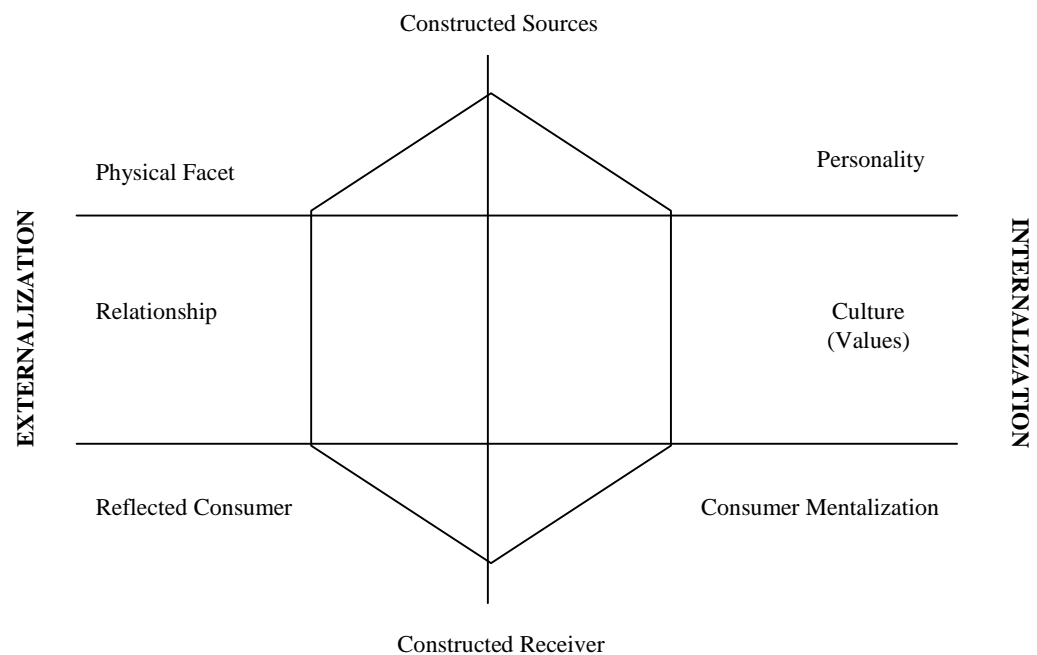 Constructed Sources
Physical Facet
Personality
EXTERNALIZATION
INTERNALIZATION
Relationship
Culture
(Values)
Reflected Consumer
Consumer Mentalization
Constructed Receiver